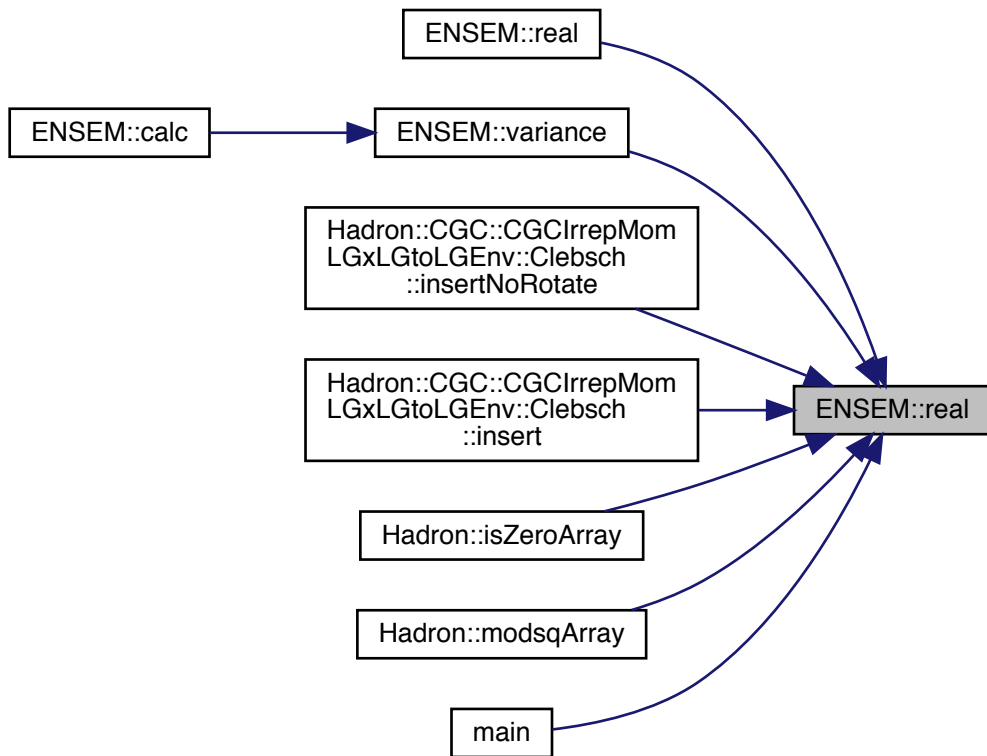 ENSEM::real
ENSEM::calc
ENSEM::variance
Hadron::CGC::CGCIrrepMom
LGxLGtoLGEnv::Clebsch
::insertNoRotate
Hadron::CGC::CGCIrrepMom
LGxLGtoLGEnv::Clebsch
::insert
ENSEM::real
Hadron::isZeroArray
Hadron::modsqArray
main